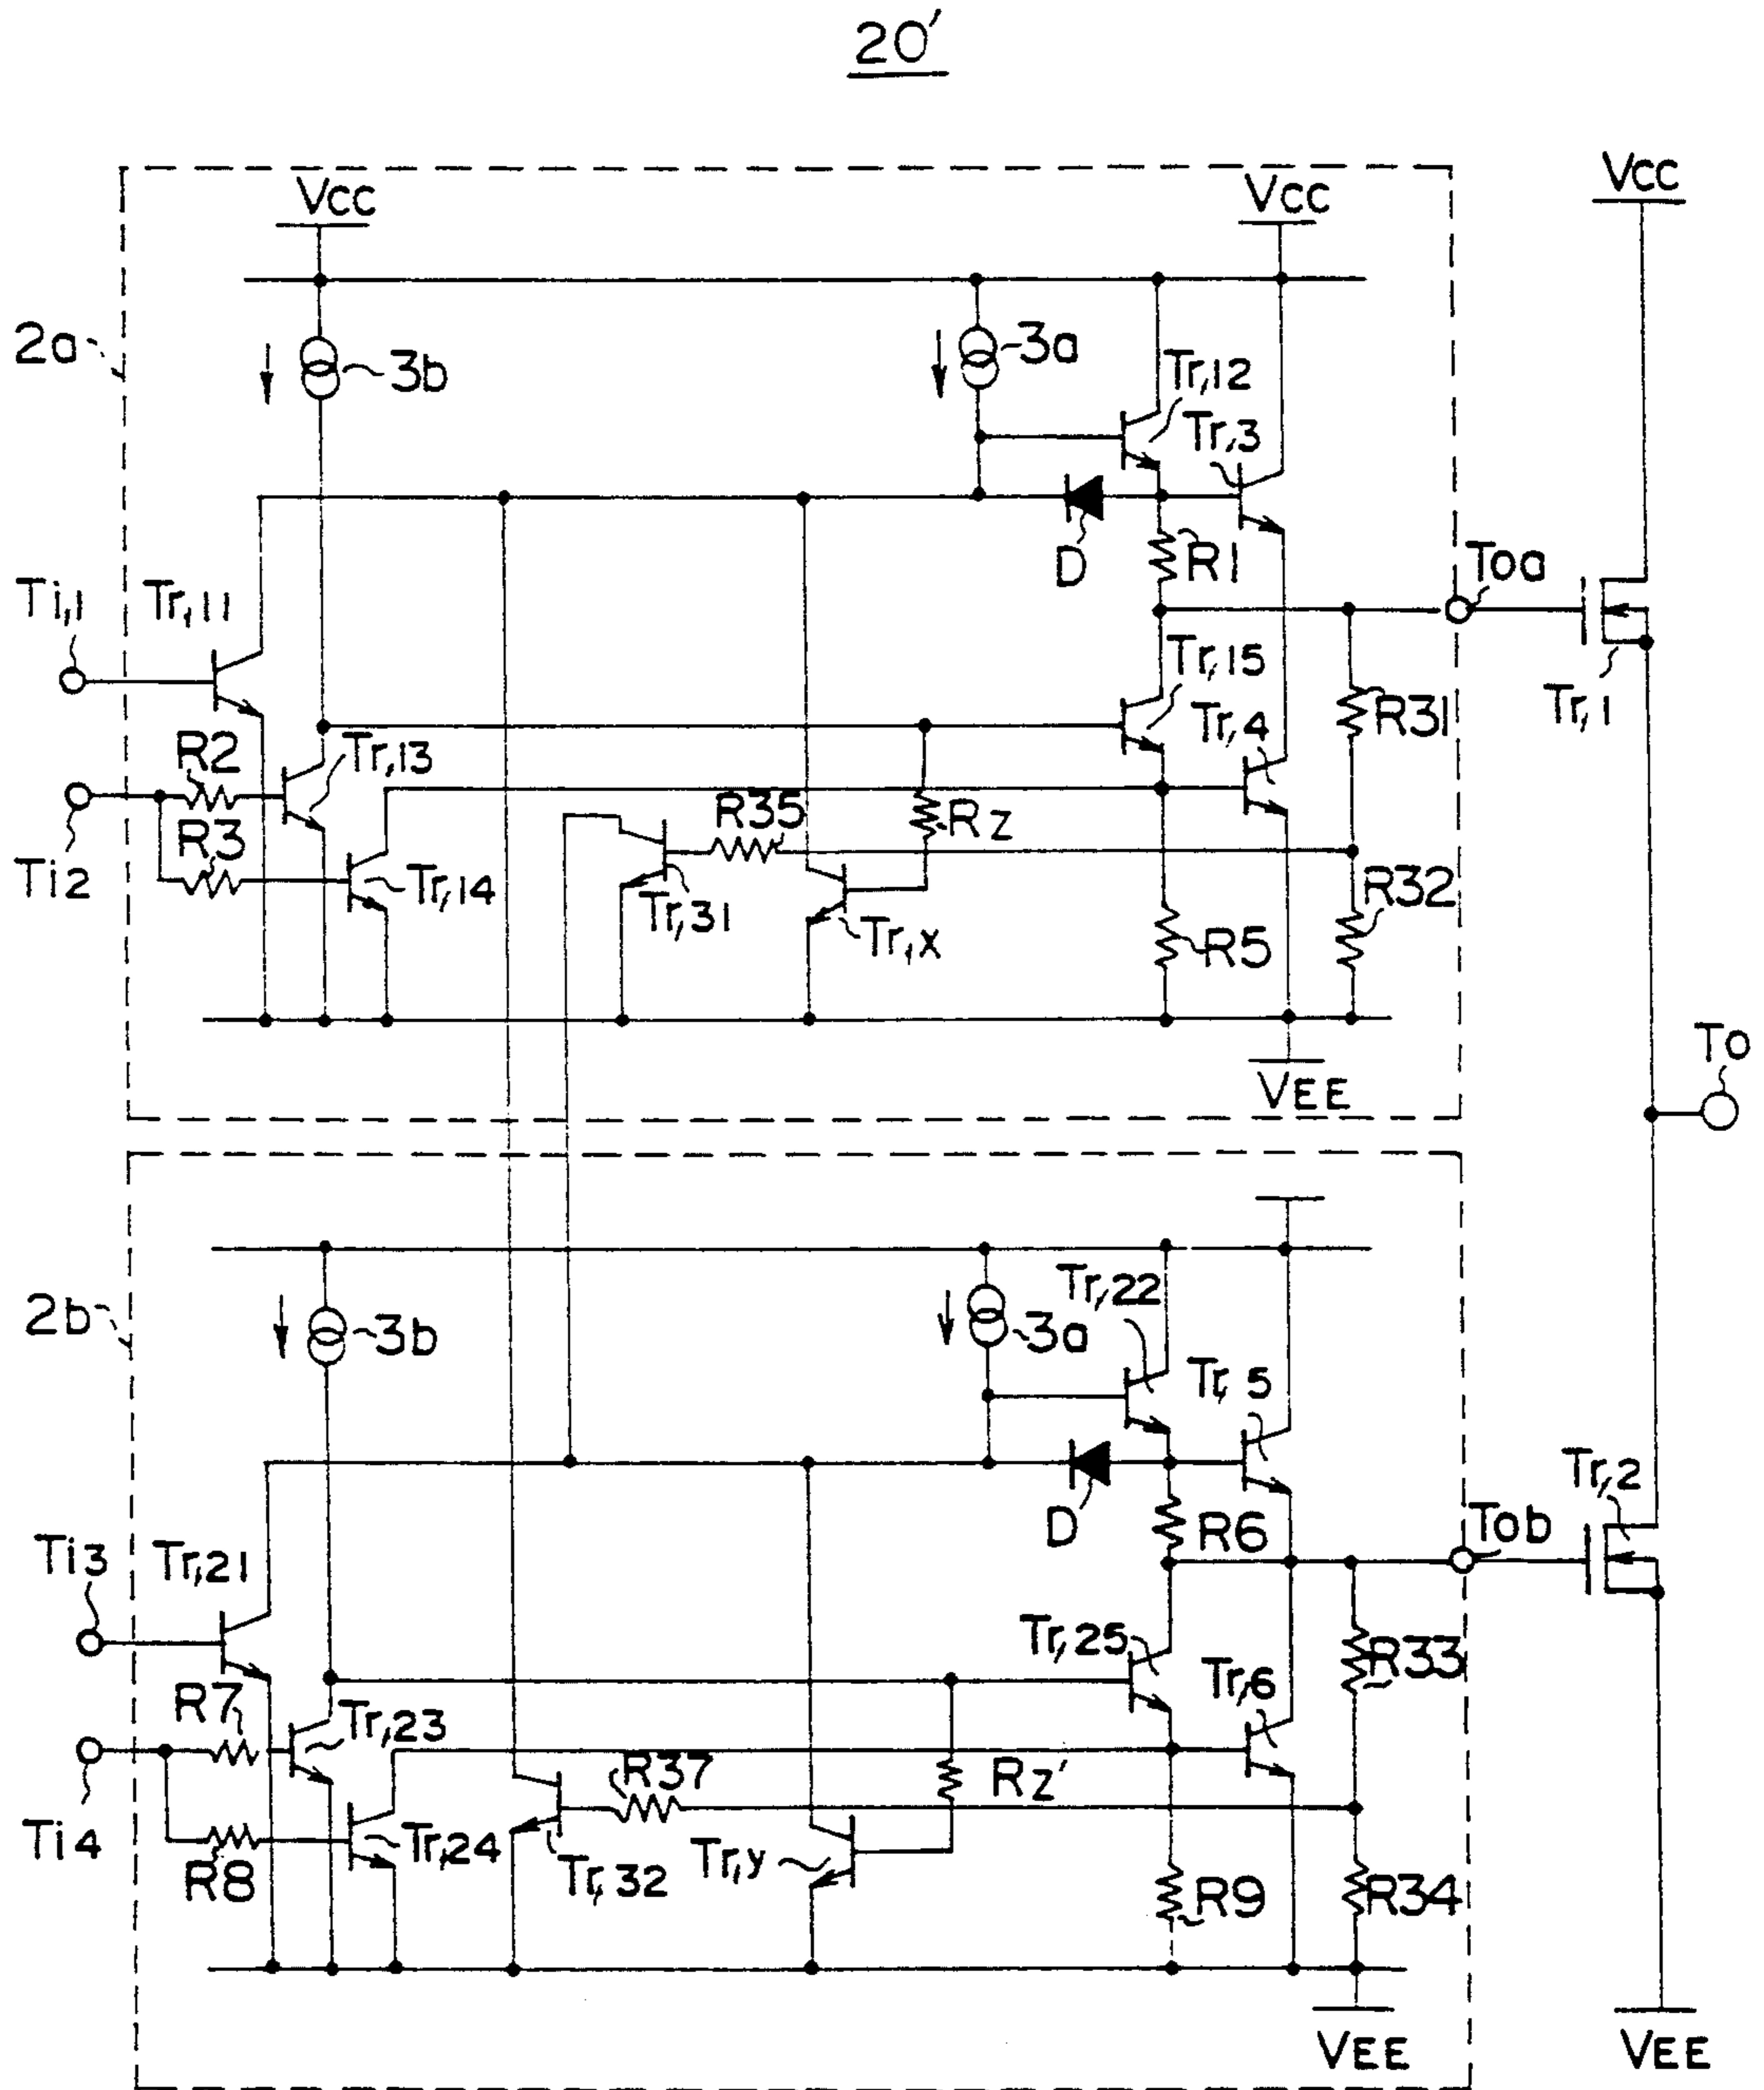 20'
Vcc
Vcc
Vcc
2a
3b
3a
Tr,12
Tr,3
D
R1
Toa
Ti,1
Tr,11
Tr,15
Tr,4
R31
Tr,1
R2
Tr,13
R35
Rz
R3
Ti2
Tr,14
Tr,31
Tr,x
R5
R32
VEE
To
2b
3b
3a
Tr,22
Tr,5
D
R6
Tob
Tr,2
Ti3
Tr,21
Tr,25
Tr,6
R33
R7
Tr,23
R37
Rz'
Ti4
R8
Tr,24
Tr,32
Tr,y
R9
R34
VEE
VEE